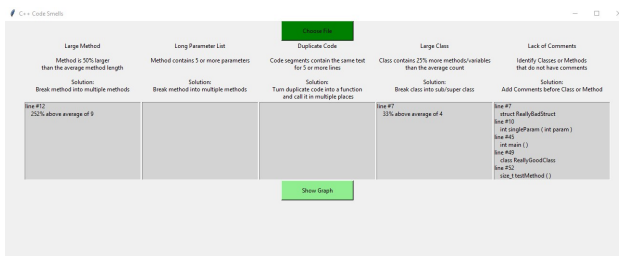 C++ Code Smells
Choose File
Large Method
Method is 50% larger
than the average method length
Solution:
Break method into multiple methods
line #12
252% above average of 9
Long Parameter List
Method contains 5 or more parameters
Solution:
Break method into multiple methods
Duplicate Code
Code segments contain the same text
for 5 or more lines
Solution:
Turn duplicate code into a function
and call it in multiple places
Large Class
Class contains 25% more methods/variables
than the average count
Solution:
Break class into sub/super class
line #7
33% above average of 4
Lack of Comments
Identify Classes or Methods
that do not have comments
Solution:
Add Comments before Class or Method
line #7
struct ReallyBadStruct
line #10
int singleParam ( int param )
line #45
int main ( )
line #49
class ReallyGoodClass
line #52
size_t testMethod ( )
Show Graph